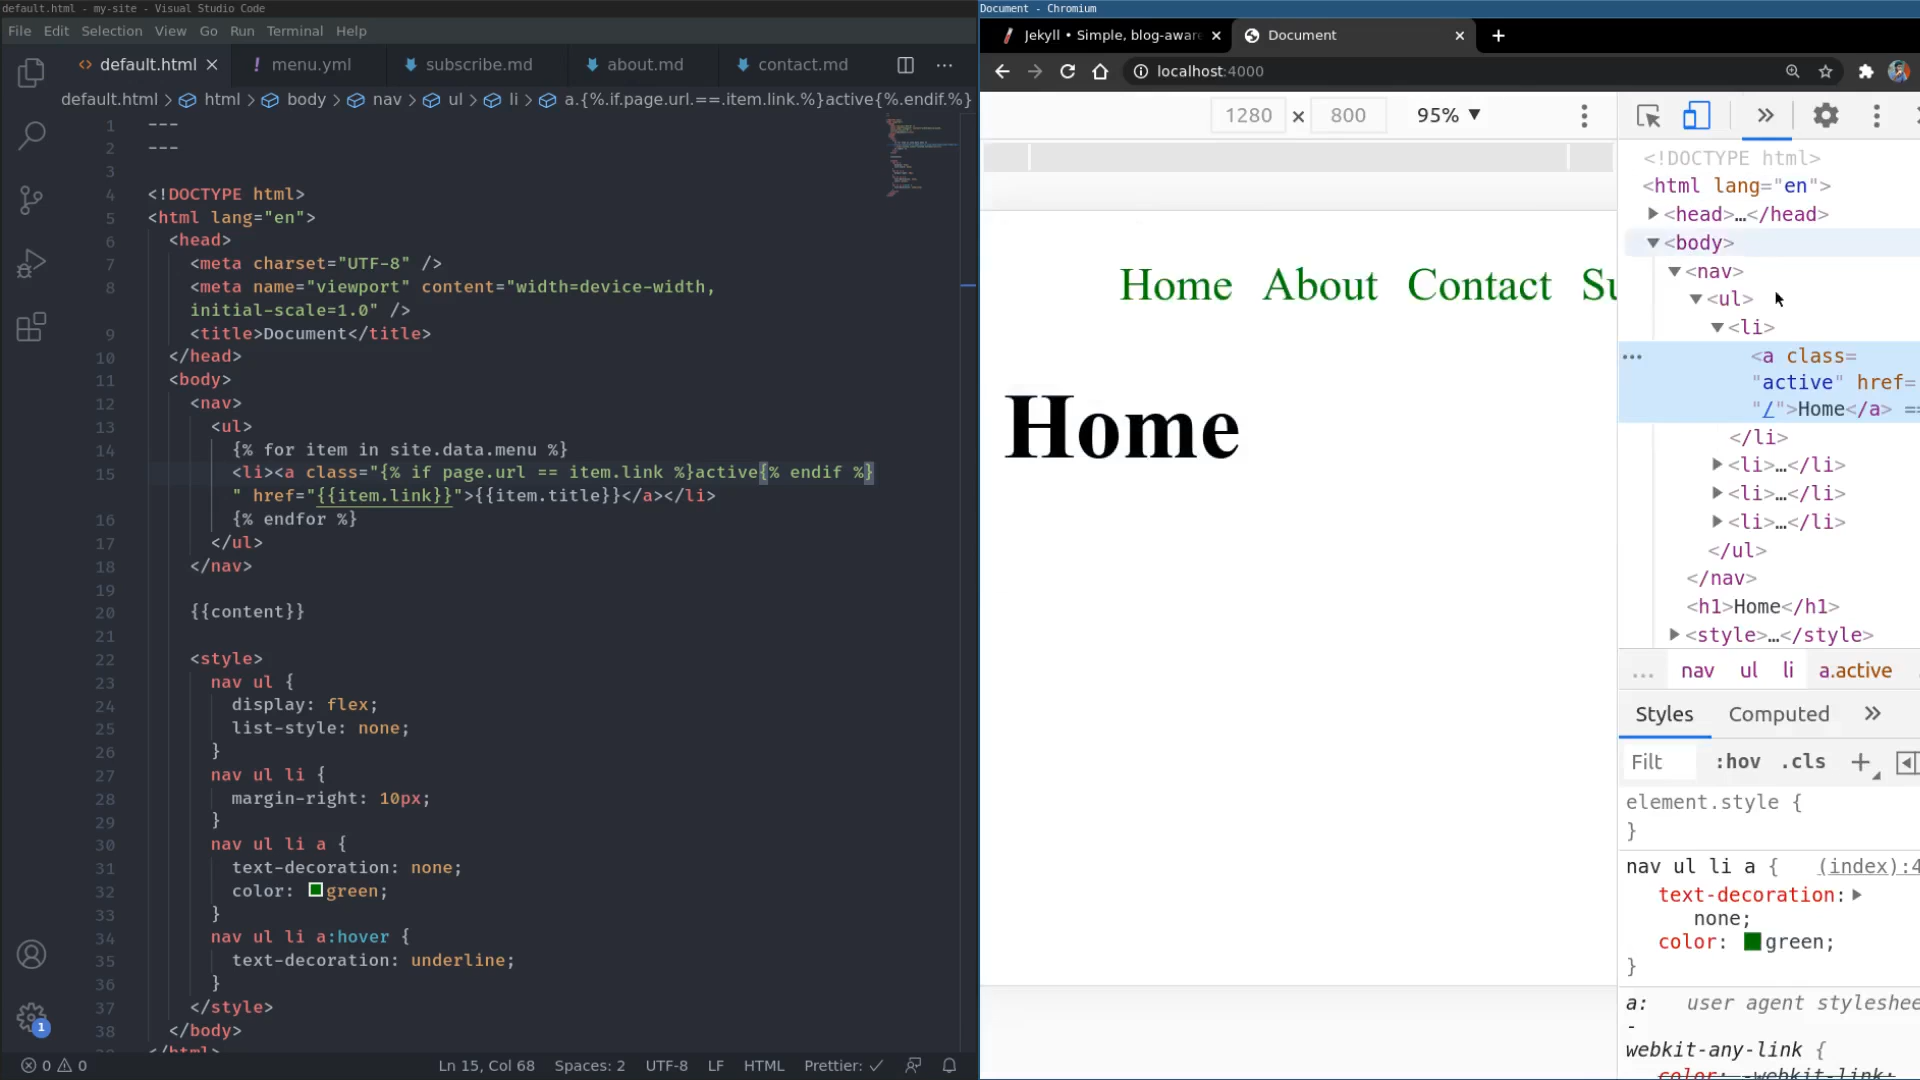 default.html - my-site - Visual Studio Code
File Edit Selection View Go Run Terminal Help
default.html
menu.yml
subscribe.md
about.md
contact.md
default.html > html > body > nav > ul > li > a.{%.if.page.url.==.item.link.%}active{%.endif.%}
1 ---
2 ---
3
4 <!DOCTYPE html>
5 <html lang="en">
6 <head>
7 <meta charset="UTF-8" />
8 <meta name="viewport" content="width=device-width,
initial-scale=1.0" />
9 <title>Document</title>
10 </head>
11 <body>
12 <nav>
13 <ul>
14 {% for item in site.data.menu %}
15 <li><a class="{% if page.url == item.link %}active{% endif %}
" href="{{item.link}}">{{item.title}}</a></li>
16 {% endfor %}
17 </ul>
18 </nav>
19
20 {{content}}
21
22 <style>
23 nav ul {
24 display: flex;
25 list-style: none;
26 }
27 nav ul li {
28 margin-right: 10px;
29 }
30 nav ul li a {
31 text-decoration: none;
32 color: green;
33 }
34 nav ul li a:hover {
35 text-decoration: underline;
36 }
37 </style>
38 </body>
1
0 0
Ln 15, Col 68 Spaces: 2 UTF-8 LF HTML Prettier: ✓
Document - Chromium
Jekyll • Simple, blog-aware
Document
localhost:4000
1280 × 800 95% ▼
Home About Contact Su
Home
<!DOCTYPE html>
<html lang="en">
<head>…</head>
<body>
<nav>
<ul>
<li>
<a class=
"active" href=
"/">Home</a> ==
</li>
<li>…</li>
<li>…</li>
<li>…</li>
</ul>
</nav>
<h1>Home</h1>
<style>…</style>
… nav ul li a.active
Styles Computed »
Filt :hov .cls +
element.style {
}
nav ul li a { (index):4
text-decoration:
none;
color: green;
}
a: user agent styleshee
-
webkit-any-link {
color: -webkit-link;